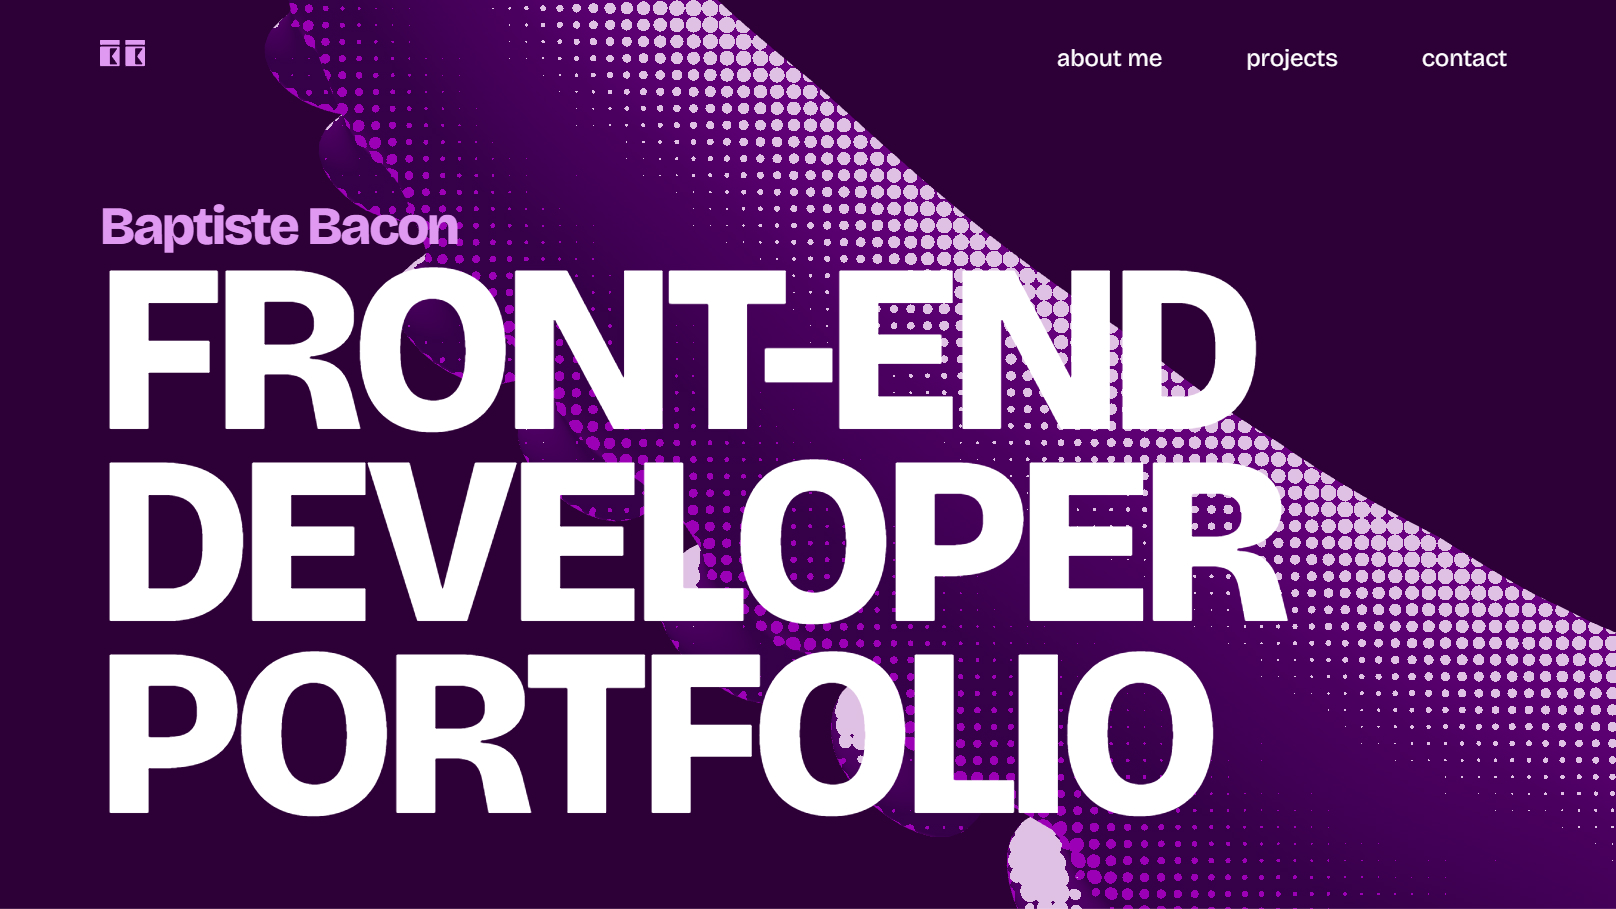 about me
projects
contact
Baptiste Bacon
FRONT-END
DEVELOPER
PORTFOLIO